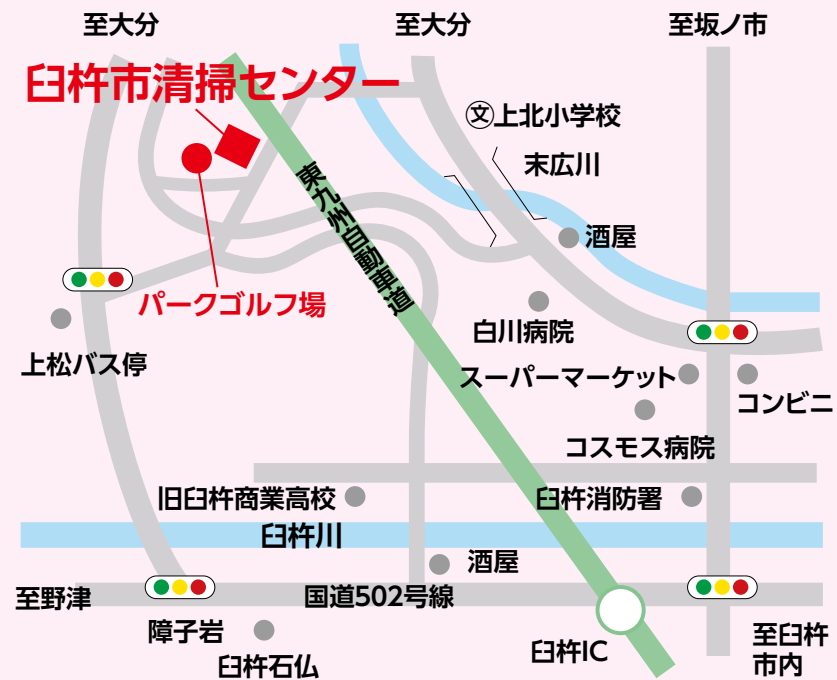 至大分
至大分
至坂ノ市
臼杵市清掃センター
文上北小学校
末広川
東九州自動車道
酒屋
パークゴルフ場
白川病院
上松バス停
スーパーマーケット
コンビニ
コスモス病院
旧臼杵商業高校
臼杵消防署
臼杵川
酒屋
至野津
国道502号線
障子岩
臼杵石仏
臼杵IC
至臼杵
市内